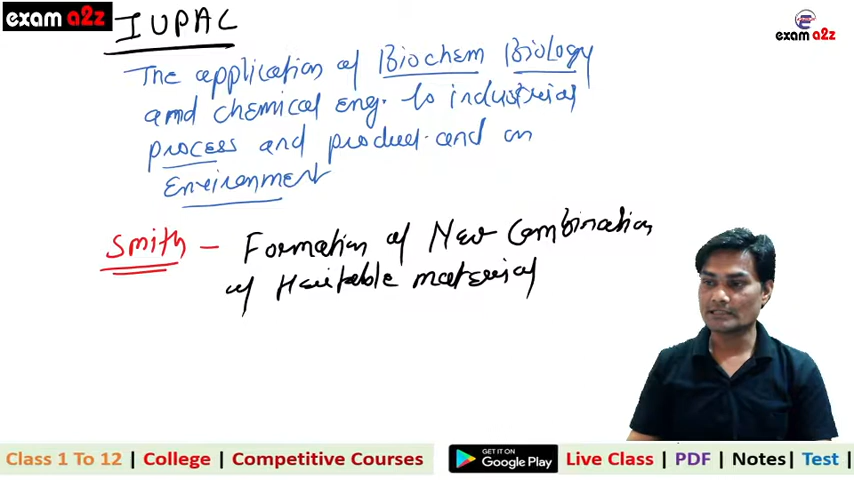 exam a2z
IUPAC
exam a2z
The application of Biochem Biology
and chemical eng. to industrial
process and product and on
Environment
Smith - Formation of New Combination
of Heritable material
Class 1 To 12 | College | Competitive Courses
GET IT ON
Google Play
Live Class | PDF | Notes| Test |